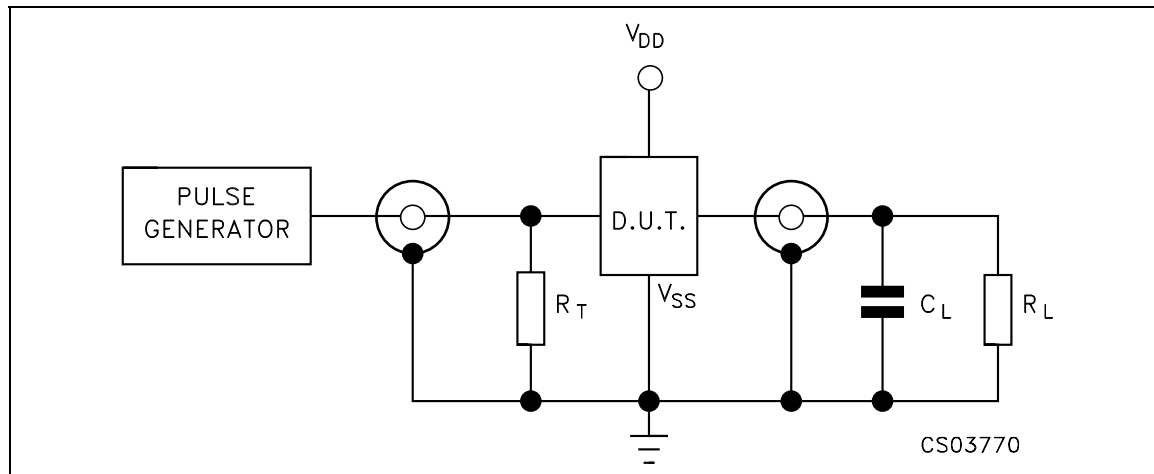 VDD
PULSE
GENERATOR
D.U.T.
VSS
RT
CL
RL
CS03770